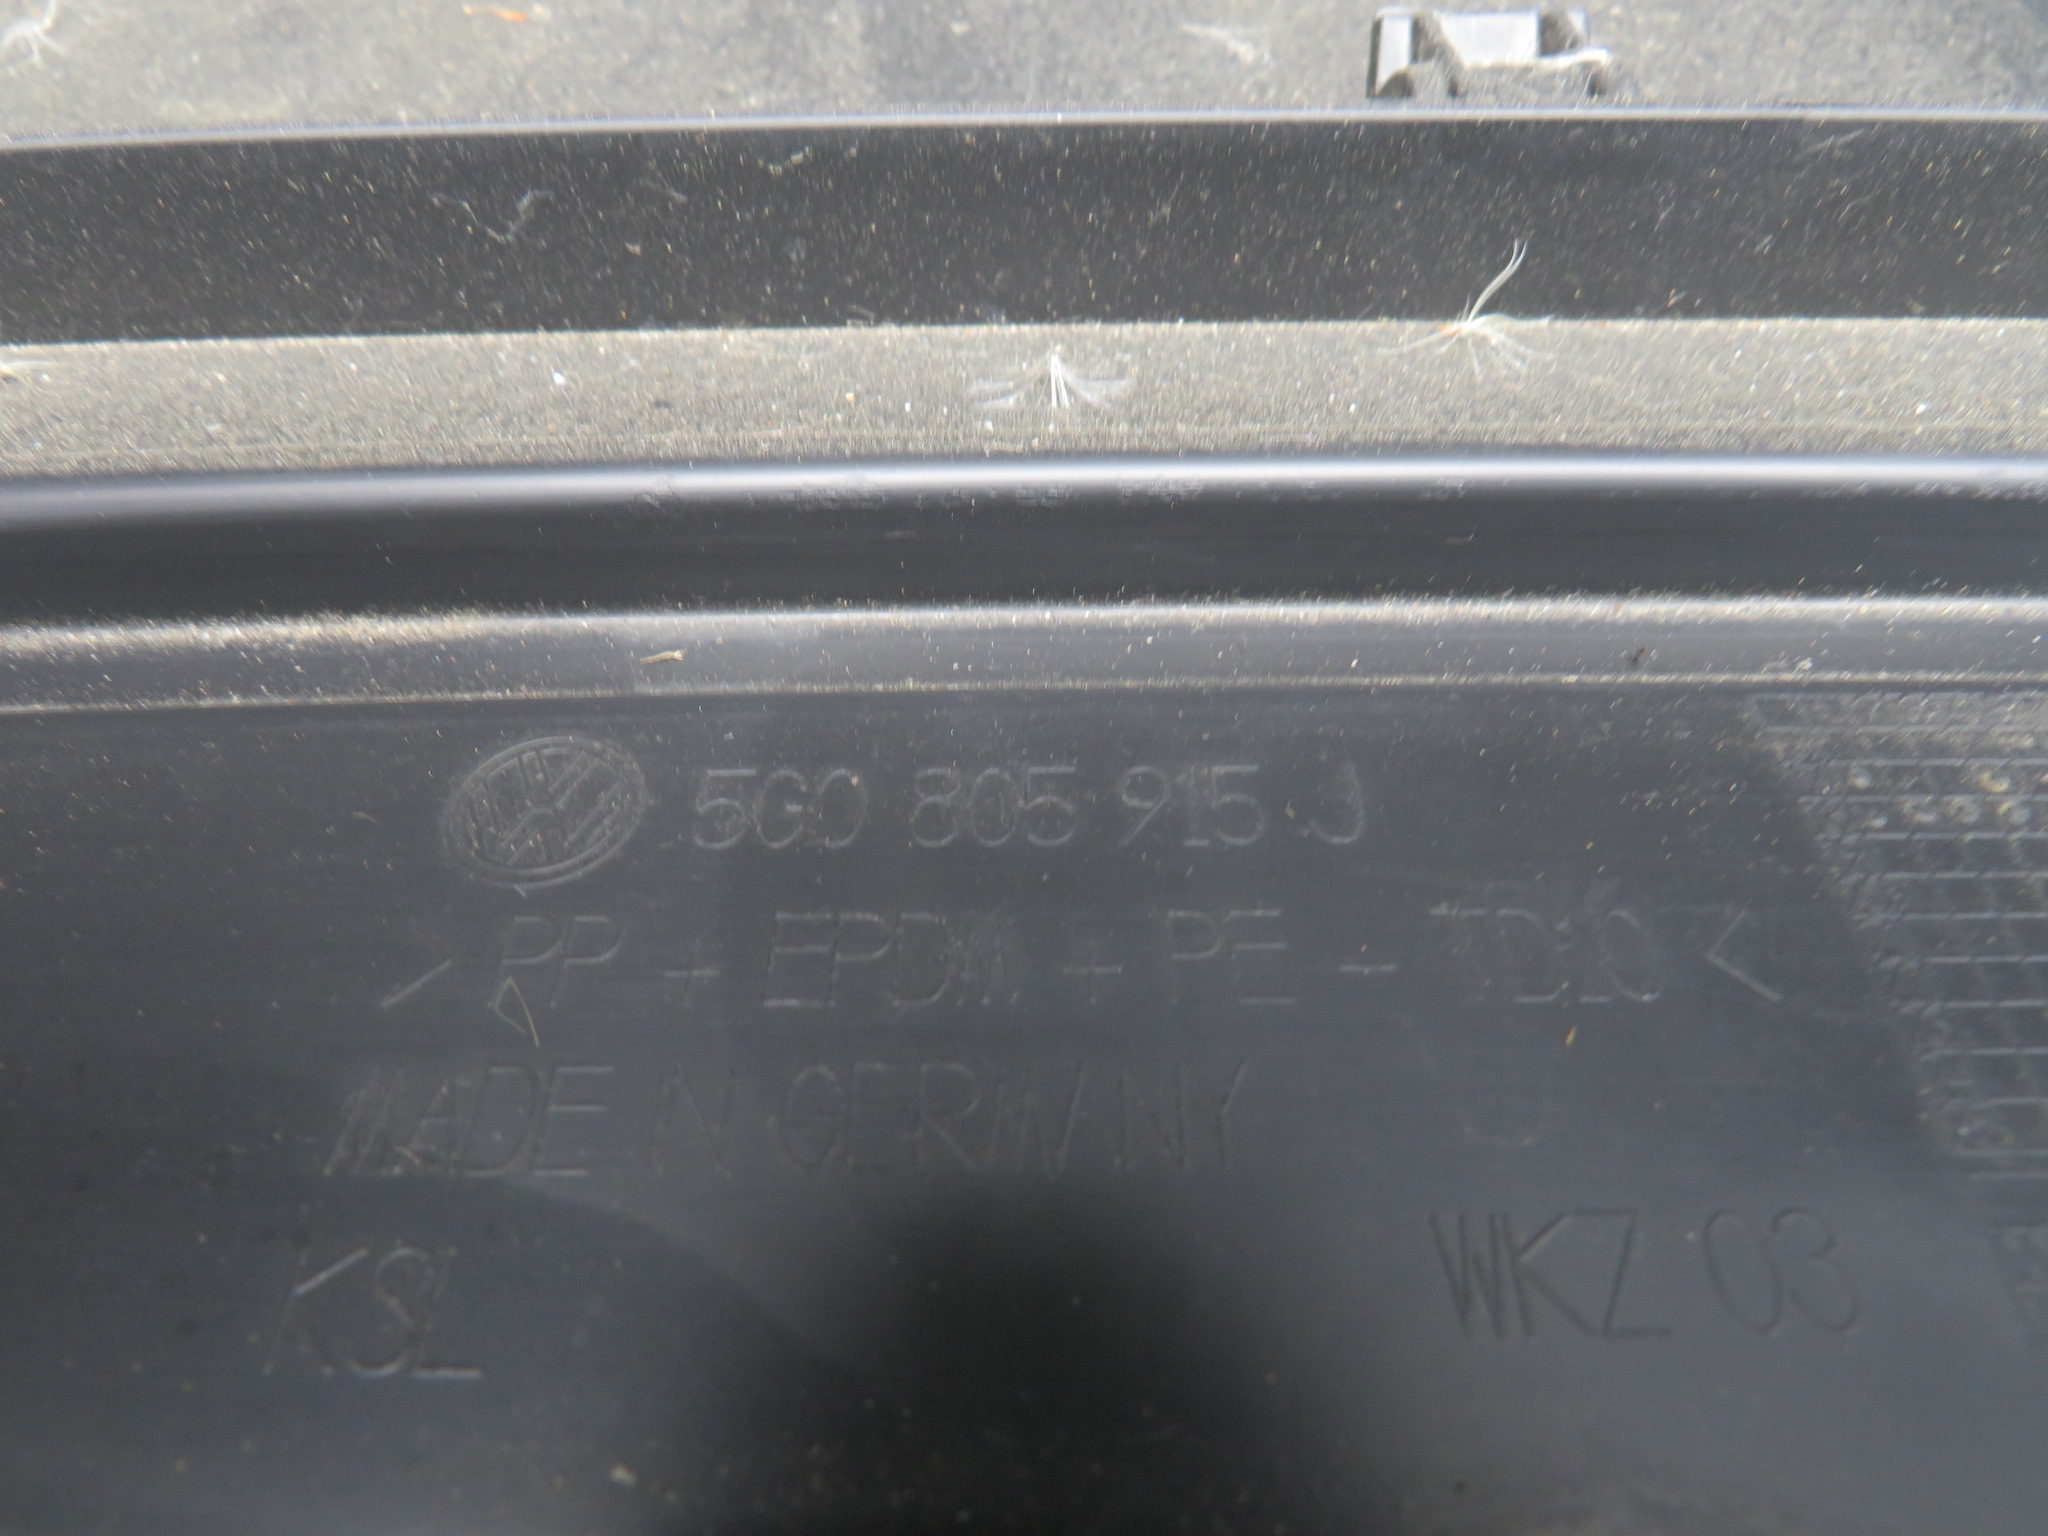 5G0 805 915 J
> PP + EPDM + PE - TD10 <
MADE IN GERMANY
KSL
WKZ 03